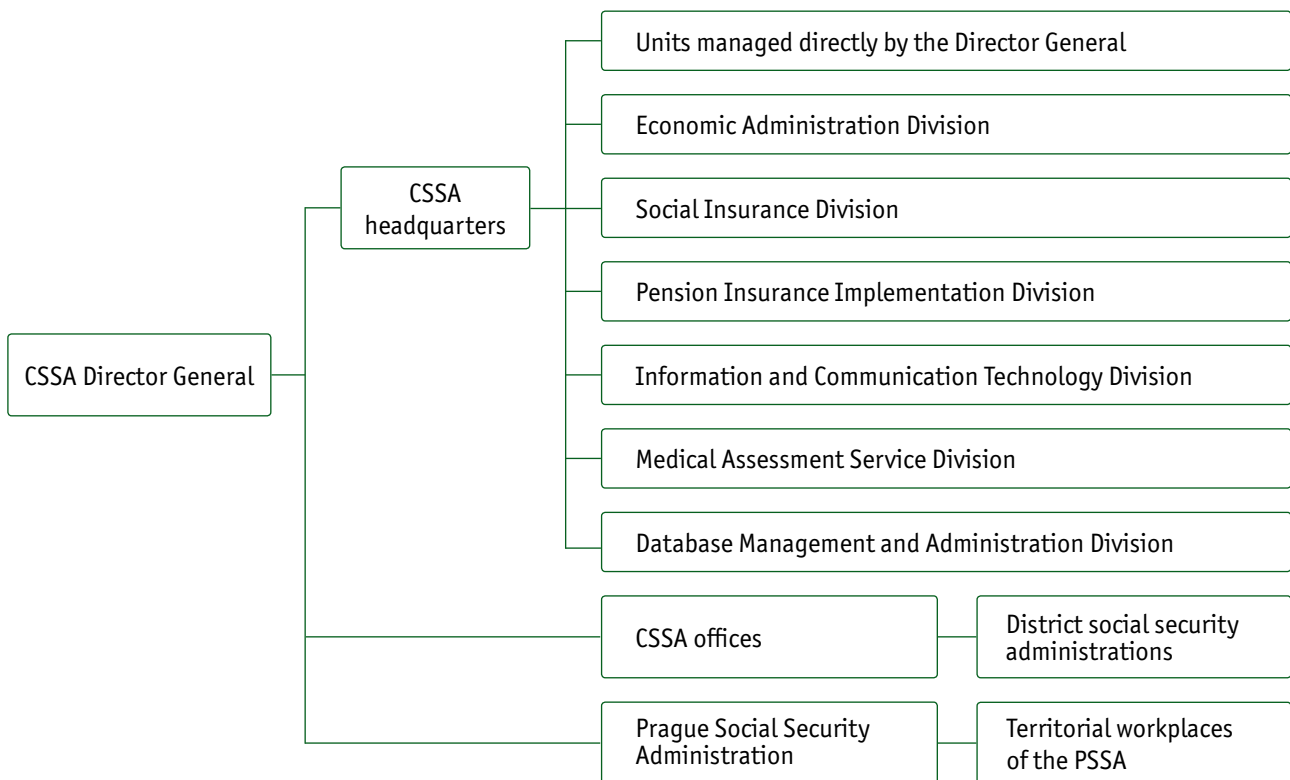 Units managed directly by the Director General
Economic Administration Division
CSSA
headquarters
Social Insurance Division
Pension Insurance Implementation Division
CSSA Director General
Information and Communication Technology Division
Medical Assessment Service Division
Database Management and Administration Division
CSSA offices
District social security
administrations
Prague Social Security
Administration
Territorial workplaces
of the PSSA